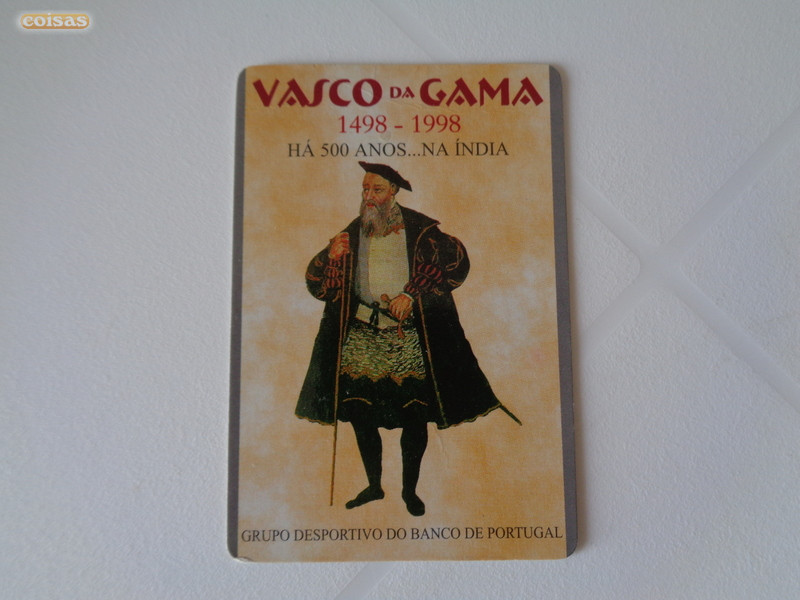 coisas
VASCO DA GAMA
1498 - 1998
HÁ 500 ANOS...NA ÍNDIA
GRUPO DESPORTIVO DO BANCO DE PORTUGAL